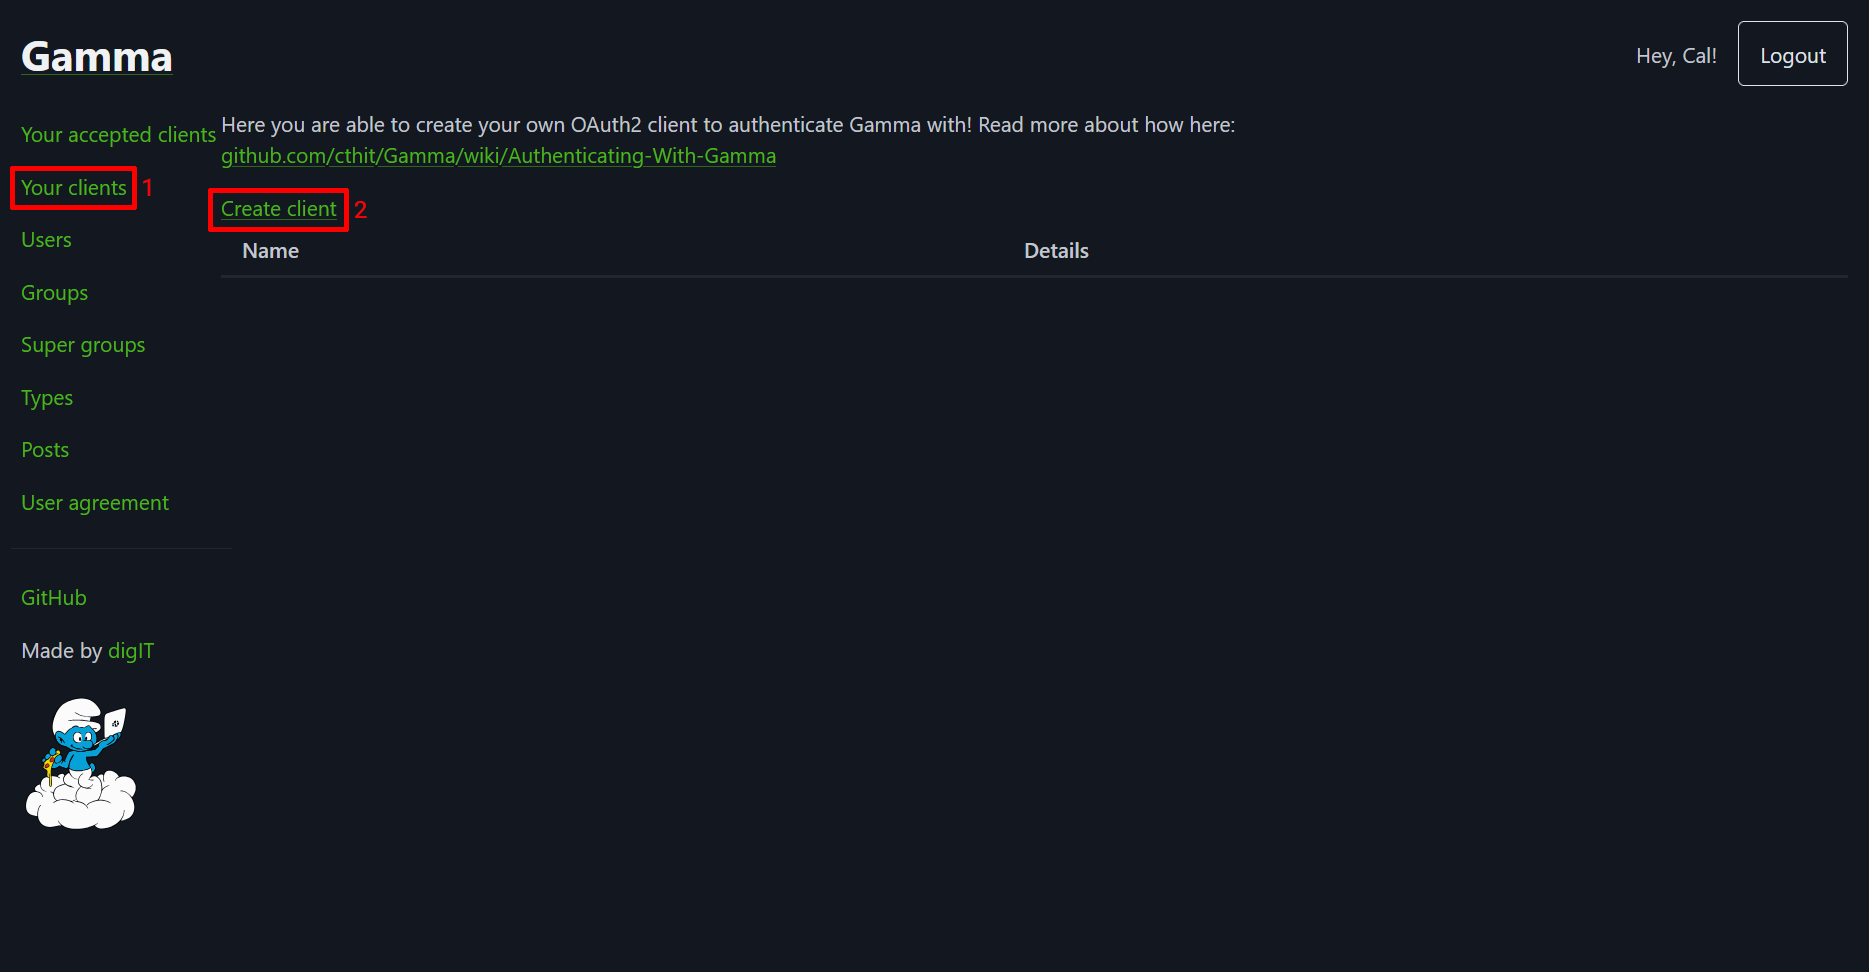 Gamma
Hey, Cal!
Logout
Your accepted clients
Your clients 1
Users
Groups
Super groups
Types
Posts
User agreement
GitHub
Made by digIT
Here you are able to create your own OAuth2 client to authenticate Gamma with! Read more about how here:
github.com/cthit/Gamma/wiki/Authenticating-With-Gamma
Create client 2
Name Details